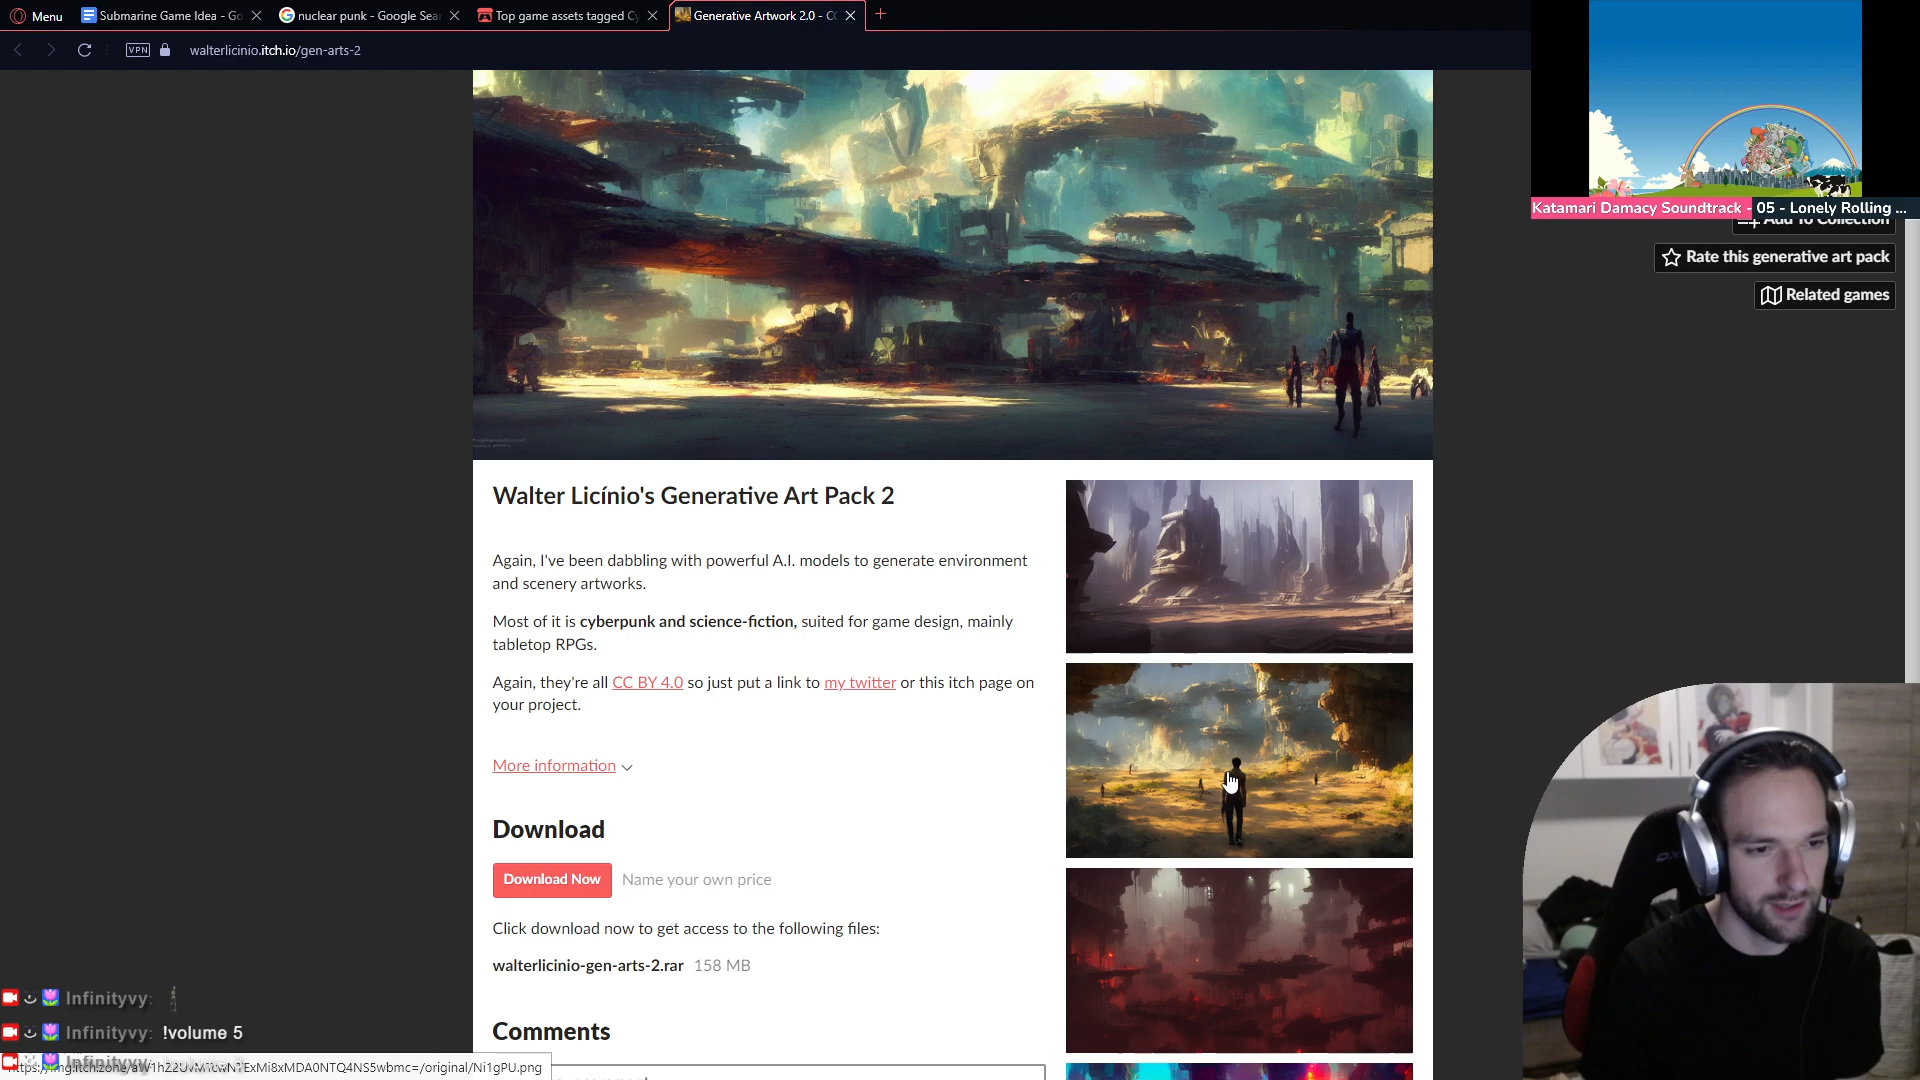 Menu
Submarine Game Idea - Go
nuclear punk - Google Sear
Top game assets tagged Cy
Generative Artwork 2.0 - CC
VPN
walterlicinio.itch.io/gen-arts-2
Katamari Damacy Soundtrack - 05 - Lonely Rolling ...
Add To Collection
Rate this generative art pack
Related games
Walter Licínio's Generative Art Pack 2
Again, I've been dabbling with powerful A.I. models to generate environment
and scenery artworks.
Most of it is cyberpunk and science-fiction, suited for game design, mainly
tabletop RPGs.
Again, they're all CC BY 4.0 so just put a link to my twitter or this itch page on
your project.
More information
Download
Download Now
Name your own price
Click download now to get access to the following files:
walterlicinio-gen-arts-2.rar 158 MB
Comments
Infinityvy:
Infinityvy: !volume 5
Infinityvy: